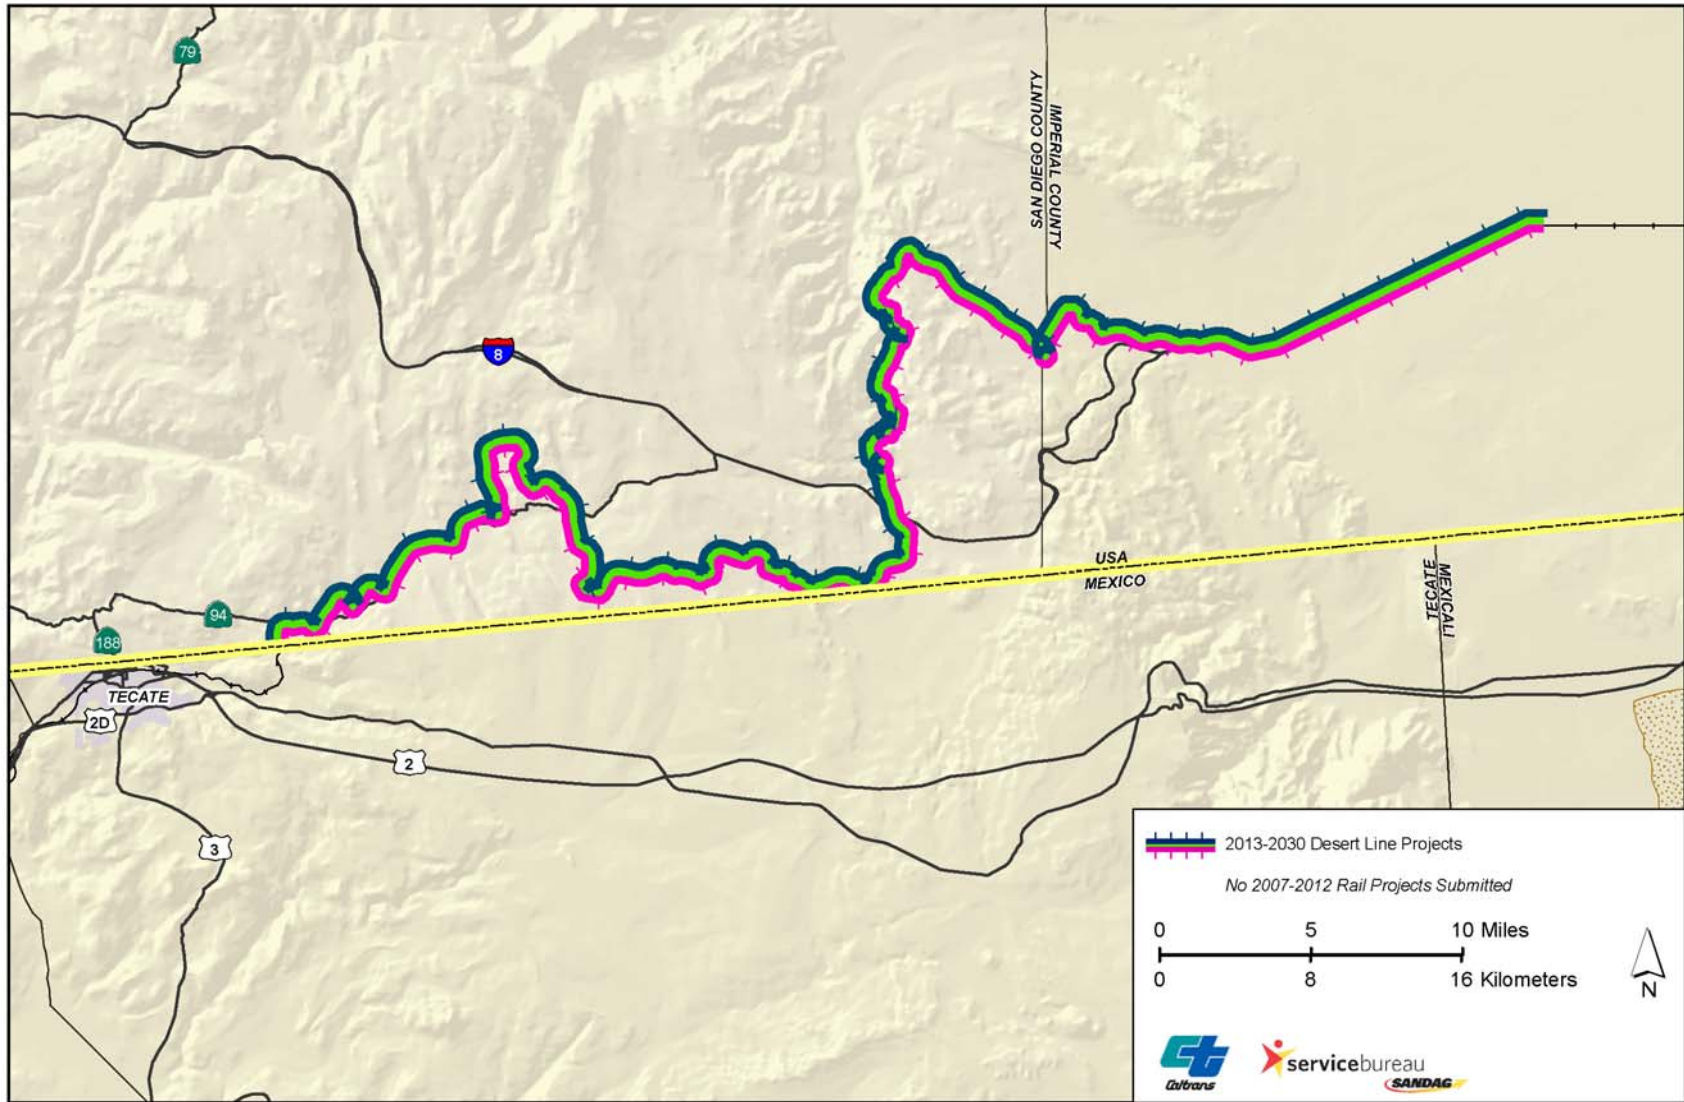 79
SAN DIEGO COUNTY
IMPERIAL COUNTY
8
94
188
USA
MEXICO
TECATE
MEXICALI
TECATE
2D
2
3
2013-2030 Desert Line Projects
No 2007-2012 Rail Projects Submitted
0 5 10 Miles
0 8 16 Kilometers
N
Ct
Caltrans
servicebureau
SANDAG